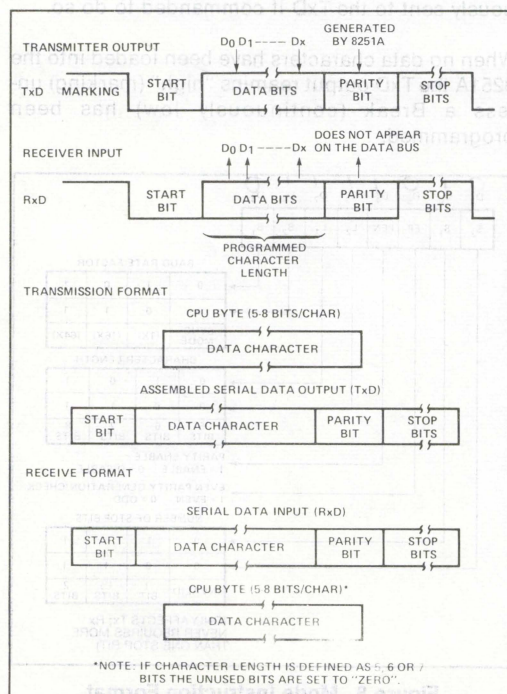 TRANSMITTER OUTPUT
D0 D1 ---- Dx
GENERATED
BY 8251A
TxD MARKING
START
BIT
DATA BITS
PARITY
BIT
STOP
BITS
RECEIVER INPUT
D0 D1 ---- Dx
DOES NOT APPEAR
ON THE DATA BUS
RxD
START
BIT
DATA BITS
PARITY
BIT
STOP
BITS
PROGRAMMED
CHARACTER
LENGTH
TRANSMISSION FORMAT
CPU BYTE (5-8 BITS/CHAR)
DATA CHARACTER
ASSEMBLED SERIAL DATA OUTPUT (TxD)
START
BIT
DATA CHARACTER
PARITY
BIT
STOP
BITS
RECEIVE FORMAT
SERIAL DATA INPUT (RxD)
START
BIT
DATA CHARACTER
PARITY
BIT
STOP
BITS
CPU BYTE (5-8 BITS/CHAR)*
DATA CHARACTER
*NOTE: IF CHARACTER LENGTH IS DEFINED AS 5, 6 OR 7
BITS THE UNUSED BITS ARE SET TO "ZERO".